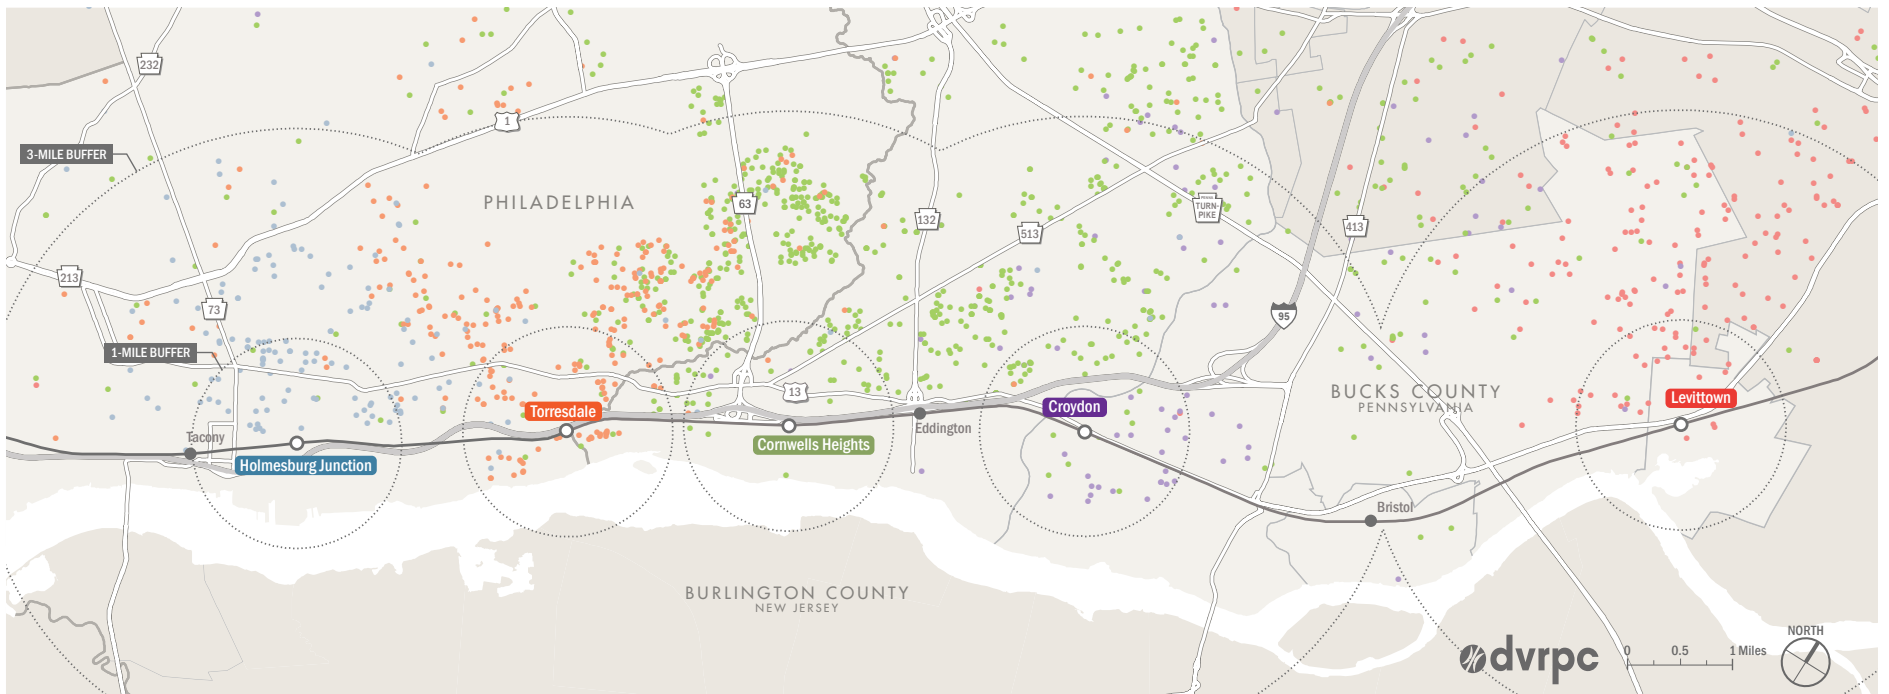 232
1
3-MILE BUFFER
PHILADELPHIA
63
TURN-
PIKE
132
513
413
213
73
95
1-MILE BUFFER
13
BUCKS COUNTY
PENNSYLVANIA
Levittown
Torresdale
Croydon
Eddington
Tacony
Cornwells Heights
Holmesburg Junction
Bristol
BURLINGTON COUNTY
NEW JERSEY
NORTH
dvrpc
0 0.5 1 Miles